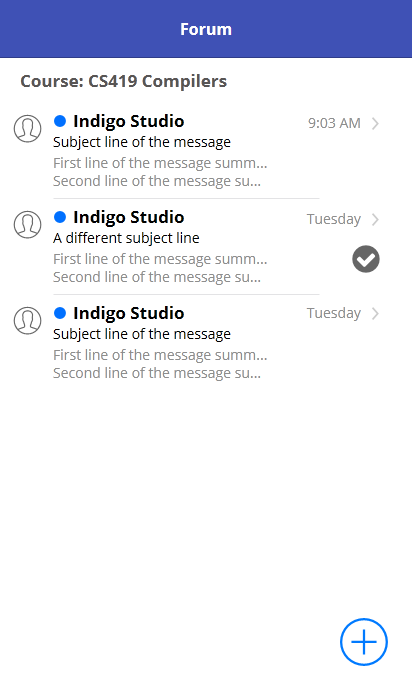 Forum
Course: CS419 Compilers
Indigo Studio
9:03 AM
Subject line of the message
First line of the message summ...
Second line of the message su...
Indigo Studio
Tuesday
A different subject line
First line of the message summ...
Second line of the message su...
Indigo Studio
Tuesday
Subject line of the message
First line of the message summ...
Second line of the message su...